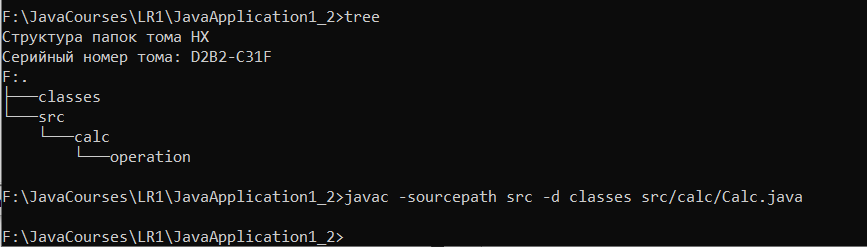 F:\JavaCourses\LR1\JavaApplication1_2>tree
Структура папок тома HX
Серийный номер тома: D2B2-C31F
F:.
├───classes
└───src
    └───calc
        └───operation
F:\JavaCourses\LR1\JavaApplication1_2>javac -sourcepath src -d classes src/calc/Calc.java
F:\JavaCourses\LR1\JavaApplication1_2>